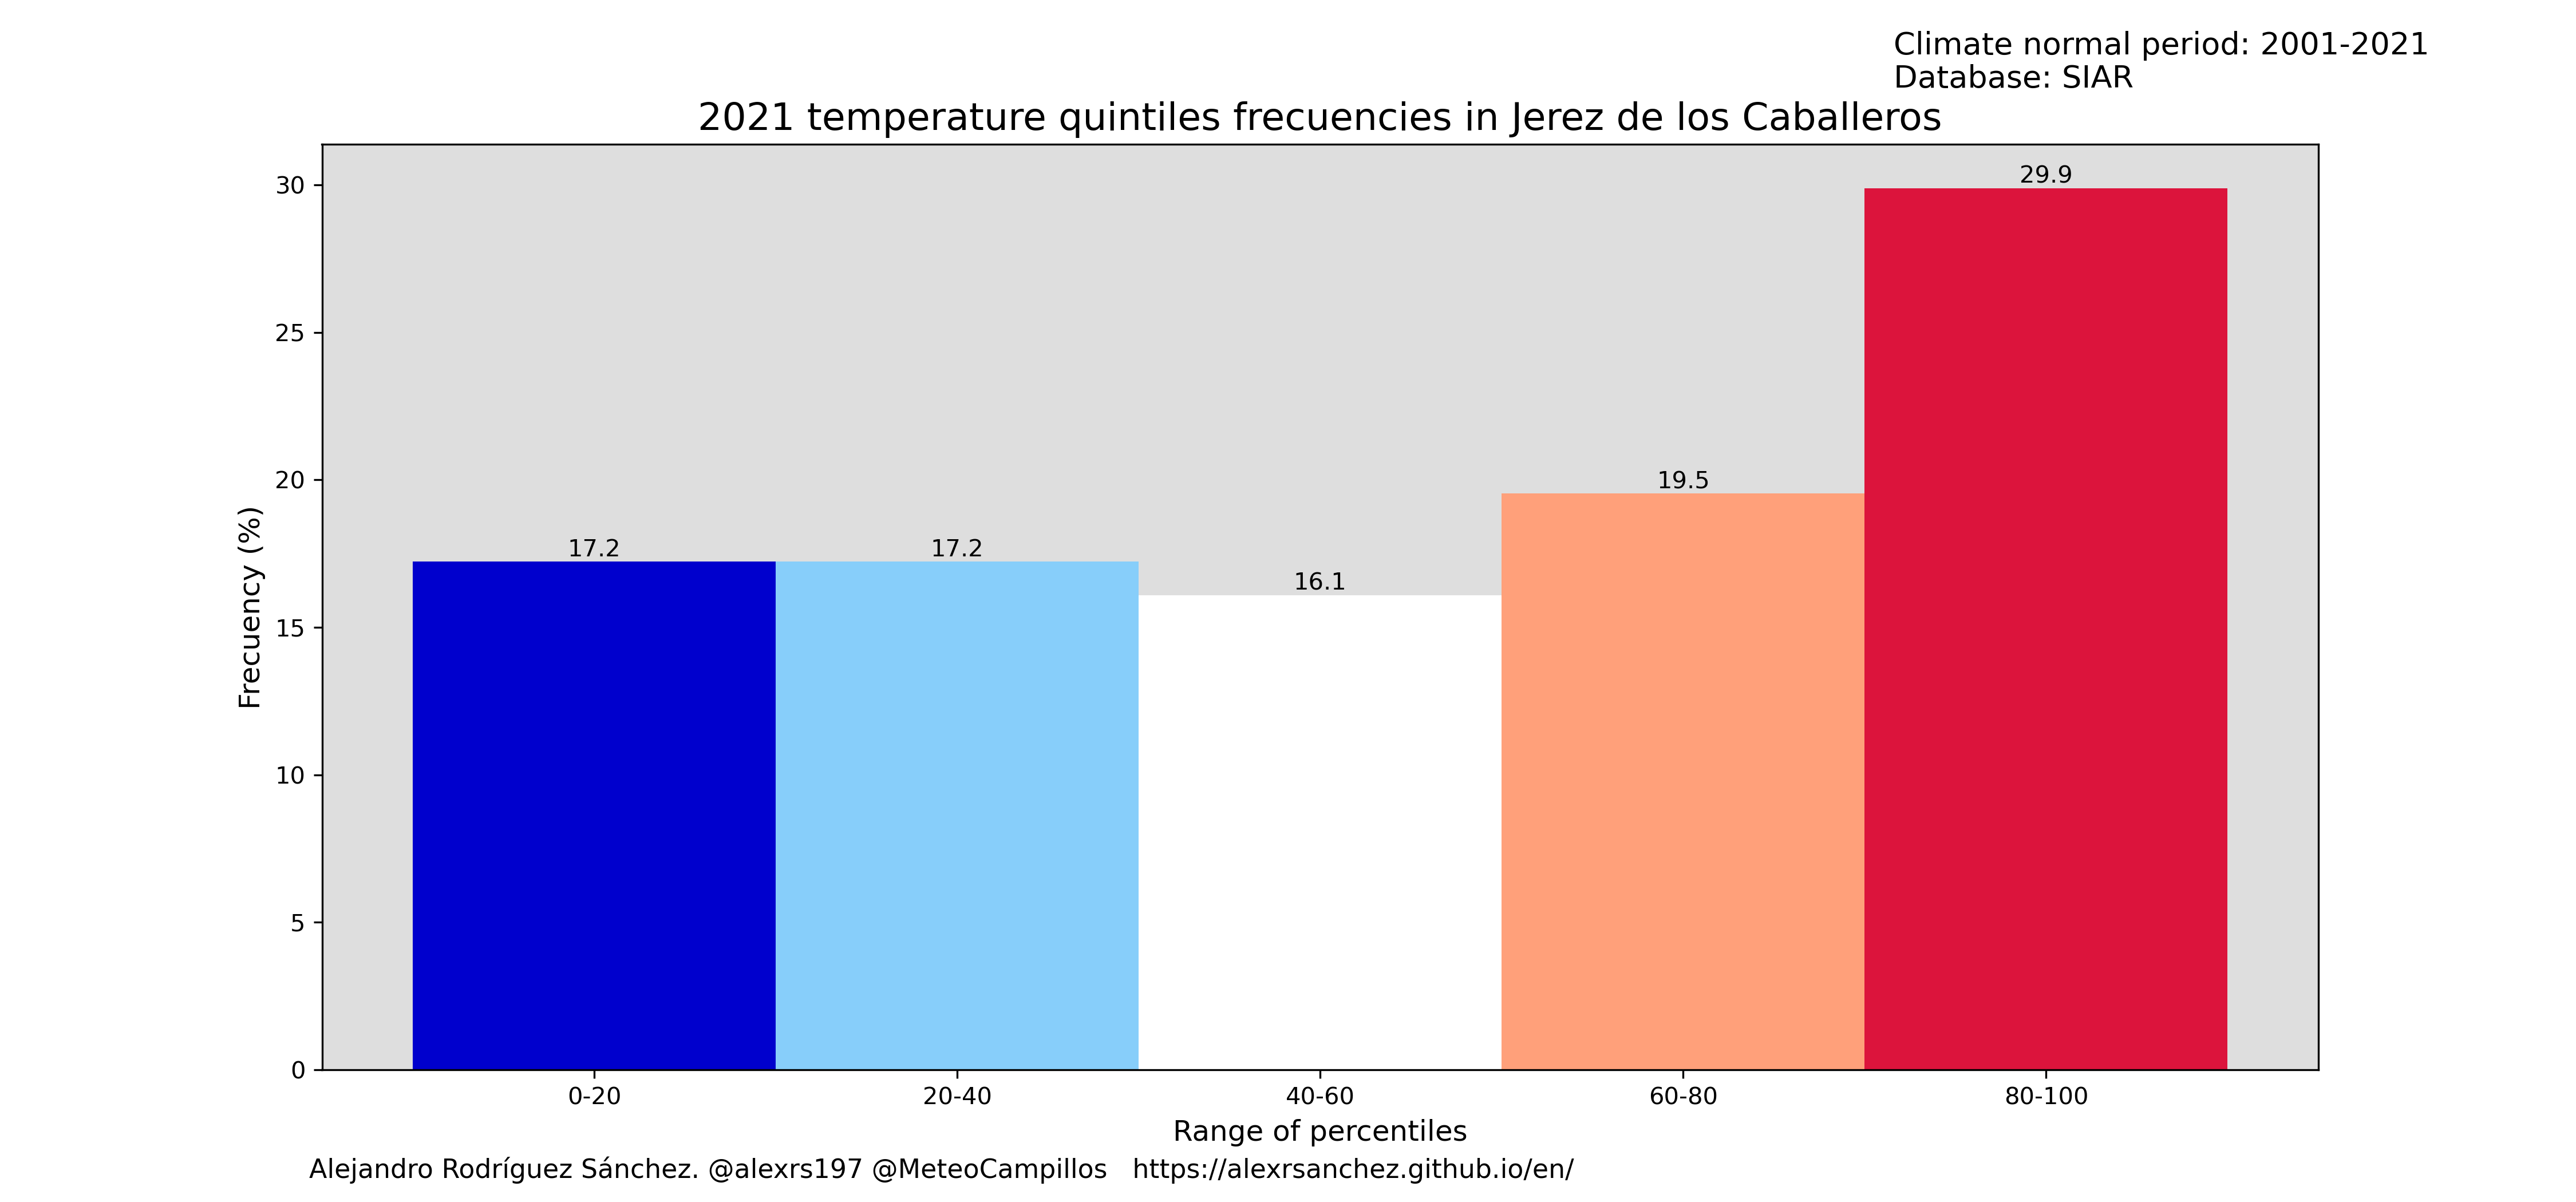 Climate normal period: 2001-2021
Database: SIAR
2021 temperature quintiles frecuencies in Jerez de los Caballeros
Frecuency (%)
30
25
20
15
10
5
0
17.2
17.2
16.1
19.5
29.9
0-20
20-40
40-60
60-80
80-100
Range of percentiles
Alejandro Rodríguez Sánchez. @alexrs197 @MeteoCampillos https://alexrsanchez.github.io/en/